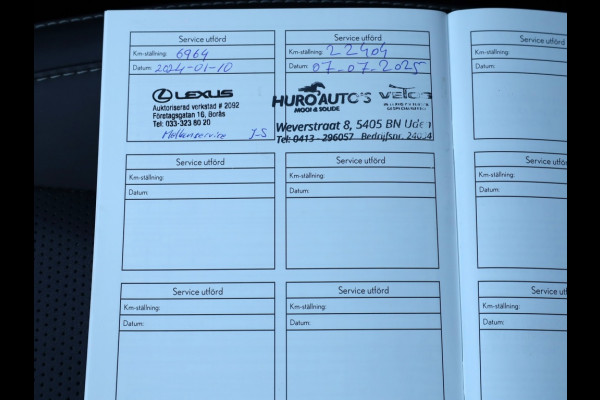 Service utförd
Km-ställning: 6964
Datum: 2024-01-10
LEXUS
Auktoriserad verkstad # 2092
Företagsgatan 16, Borås
Tel: 033-323 80 20
Mellanservice J-S
Service utförd
Km-ställning: 22404
Datum: 07-07-2025
HURO AUTO'S
MOOI & SOLIDE
Weverstraat 8, 5405 BN Uden
Tel: 0413 - 296057 Bedrijfsnr. 24024
Service utförd
Km-ställning:
Datum:
Service utförd
Km-ställning:
Datum:
Service utförd
Km-ställning:
Datum:
Service utförd
Km-ställning:
Datum:
Service utförd
Km-ställning:
Datum:
Service utförd
Km-ställning:
Datum:
Service utf
Km-ställning:
Datum: